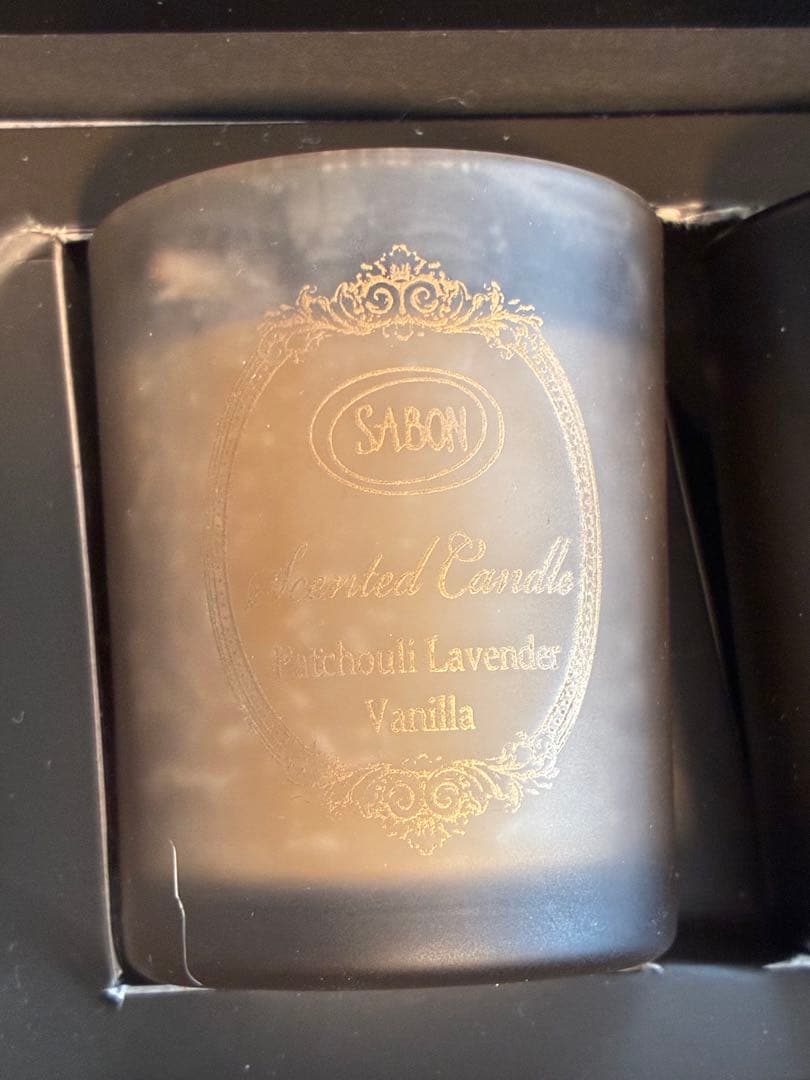 SABON
Scented Candle
Patchouli Lavender
Vanilla